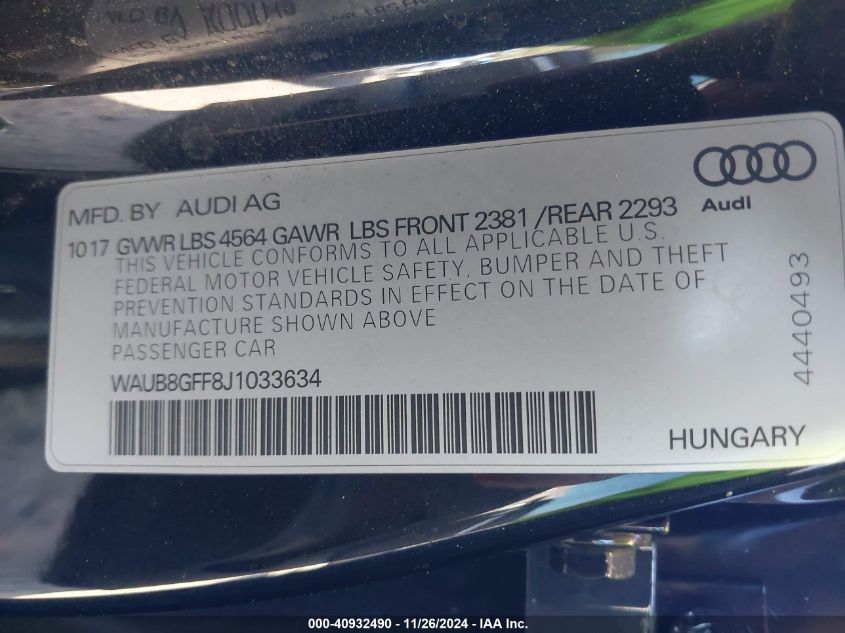 MFD. BY AUDI AG
Audi
10 17 GVWR LBS 4564 GAWR LBS FRONT 2381 /REAR 2293
THIS VEHICLE CONFORMS TO ALL APPLICABLE U.S.
FEDERAL MOTOR VEHICLE SAFETY, BUMPER AND THEFT
PREVENTION STANDARDS IN EFFECT ON THE DATE OF
MANUFACTURE SHOWN ABOVE
PASSENGER CAR
WAUB8GFF8J1033634
4440493
HUNGARY
000-40932490 - 11/26/2024 - IAA Inc.